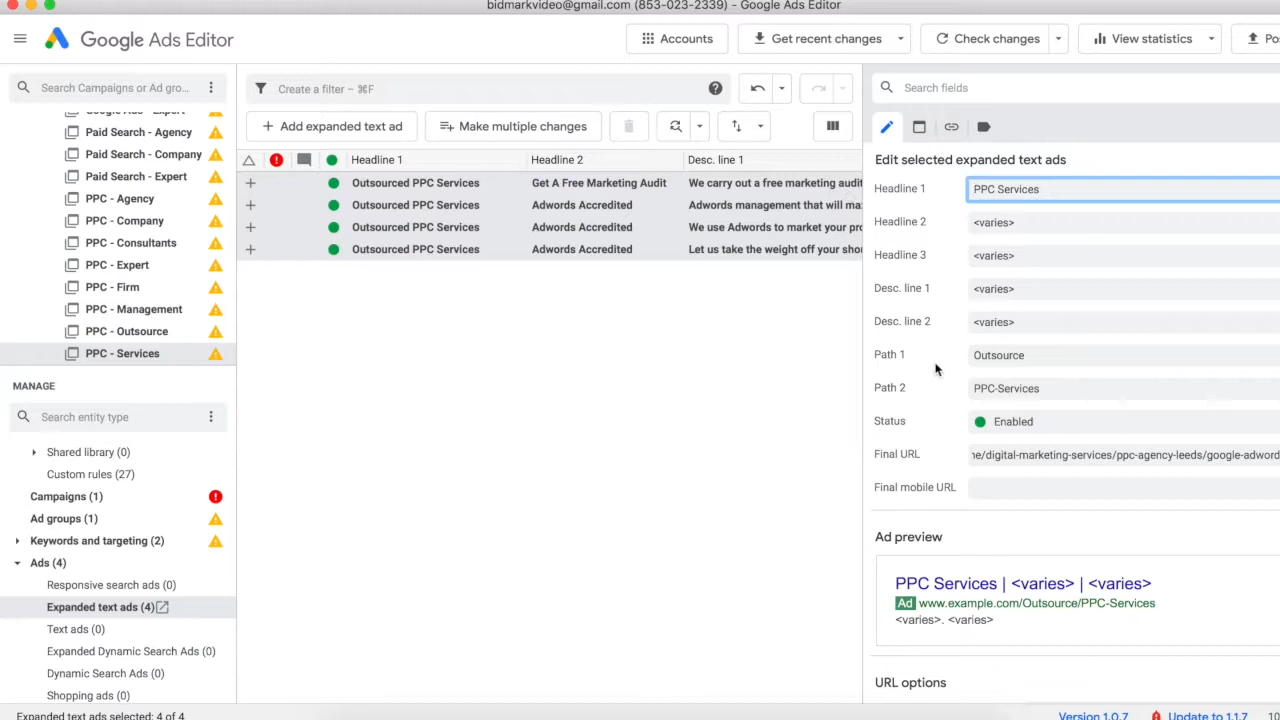 bidmarkvideo@gmail.com (853-023-2339) - Google Ads Editor
Google Ads Editor
Accounts
Get recent changes
Check changes
View statistics
Po
Search Campaigns or Ad gro...
Paid Search - Agency
Paid Search - Company
Paid Search - Expert
PPC - Agency
PPC - Company
PPC - Consultants
PPC - Expert
PPC - Firm
PPC - Management
PPC - Outsource
PPC - Services
MANAGE
Search entity type
Shared library (0)
Custom rules (27)
Campaigns (1)
Ad groups (1)
Keywords and targeting (2)
Ads (4)
Responsive search ads (0)
Expanded text ads (4)
Text ads (0)
Expanded Dynamic Search Ads (0)
Dynamic Search Ads (0)
Shopping ads (0)
Expanded text ads selected: 4 of 4
Create a filter – ⌘F
+ Add expanded text ad
Make multiple changes
Headline 1 Headline 2 Desc. line 1
Outsourced PPC Services Get A Free Marketing Audit We carry out a free marketing audit
Outsourced PPC Services Adwords Accredited Adwords management that will ma
Outsourced PPC Services Adwords Accredited We use Adwords to market your pro
Outsourced PPC Services Adwords Accredited Let us take the weight off your shou
Search fields
Edit selected expanded text ads
Headline 1 PPC Services
Headline 2 <varies>
Headline 3 <varies>
Desc. line 1 <varies>
Desc. line 2 <varies>
Path 1 Outsource
Path 2 PPC-Services
Status Enabled
Final URL ne/digital-marketing-services/ppc-agency-leeds/google-adword
Final mobile URL
Ad preview
PPC Services | <varies> | <varies>
Ad www.example.com/Outsource/PPC-Services
<varies>. <varies>
URL options
Version 1.0.7 Update to 1.1.7 10